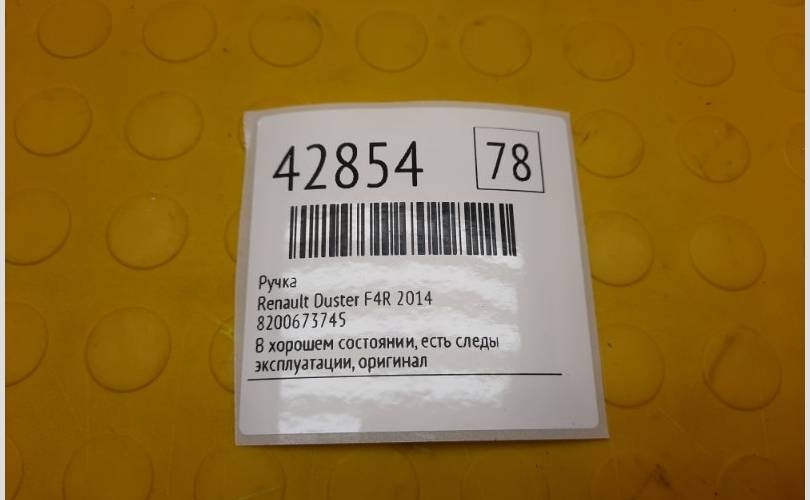 42854 78
Ручка
Renault Duster F4R 2014
8200673745
В хорошем состоянии, есть следы
эксплуатации, оригинал